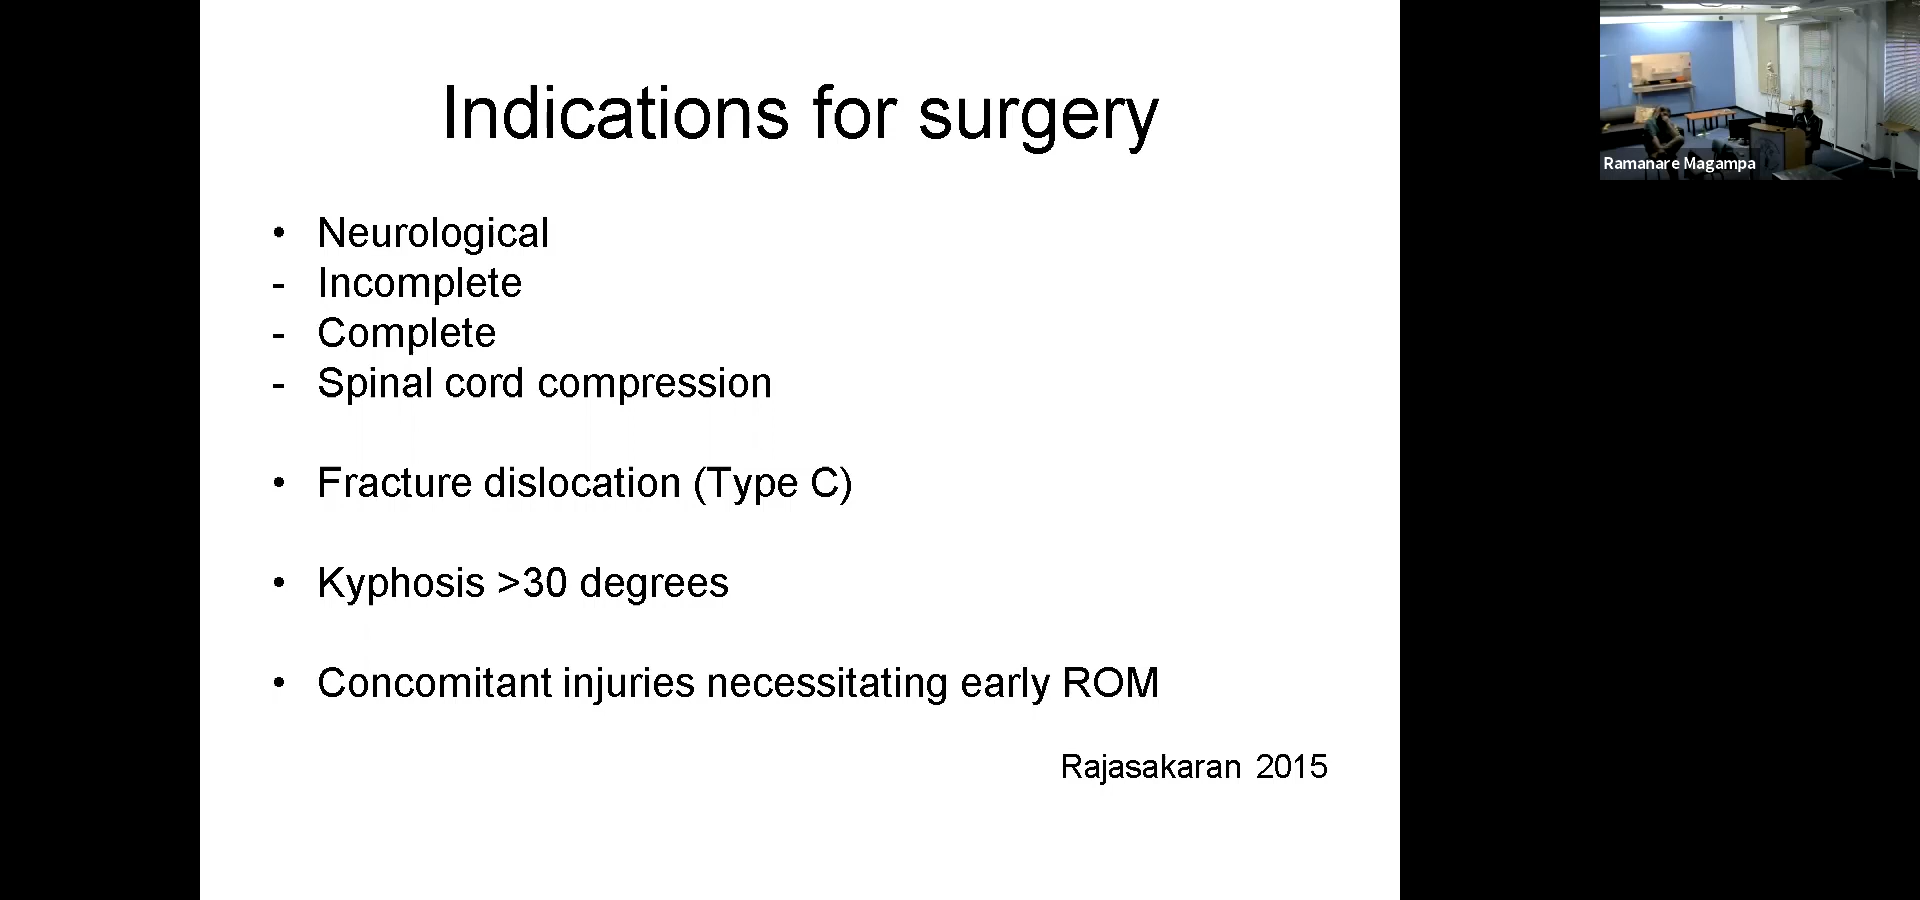 Indications for surgery
• Neurological
- Incomplete
- Complete
- Spinal cord compression
• Fracture dislocation (Type C)
• Kyphosis >30 degrees
• Concomitant injuries necessitating early ROM
Rajasakaran 2015
Ramanare Magampa